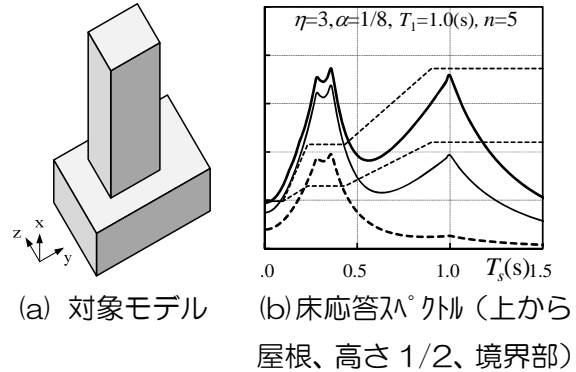 η=3,α=1/8, T₁=1.0(s), n=5
z x y
.0 0.5 1.0 Tₛ(s) 1.5
(a) 対象モデル
(b)床応答ｽﾍﾟｸﾄﾙ（上から
屋根、高さ 1/2、境界部）